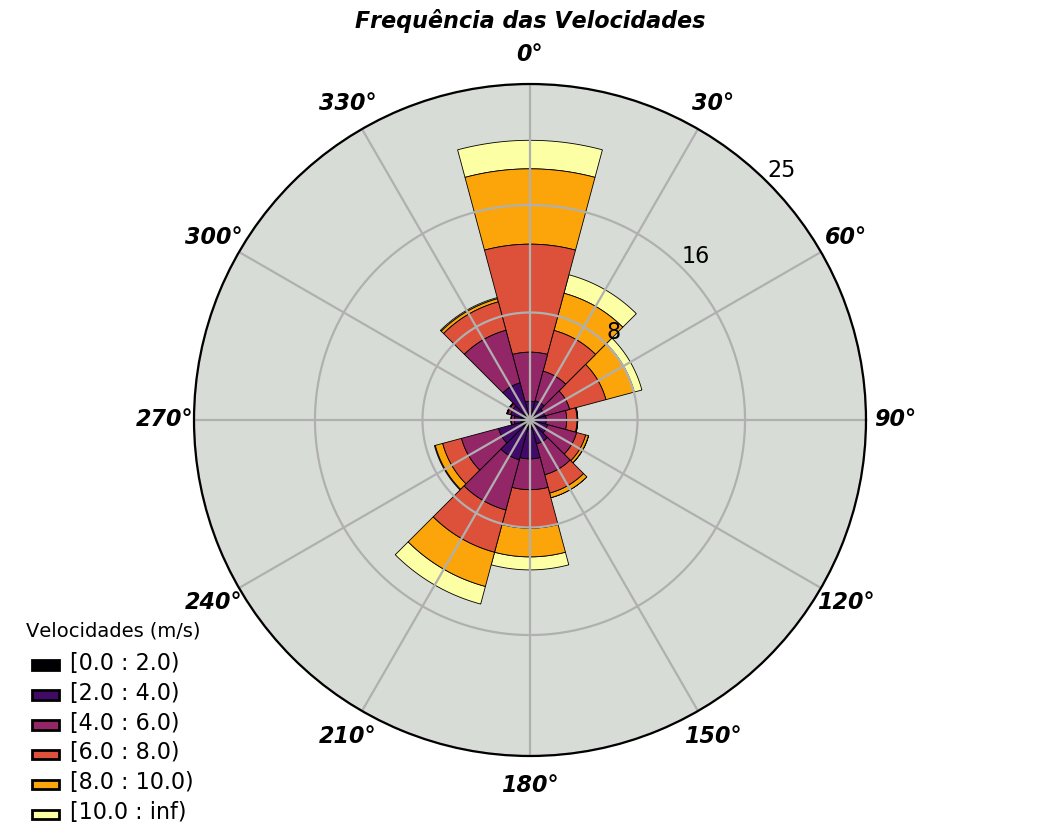 Frequência das Velocidades
0°
330°
30°
25
300°
60°
16
8
270°
90°
240°
120°
210°
150°
180°
Velocidades (m/s)
[0.0 : 2.0)
[2.0 : 4.0)
[4.0 : 6.0)
[6.0 : 8.0)
[8.0 : 10.0)
[10.0 : inf)